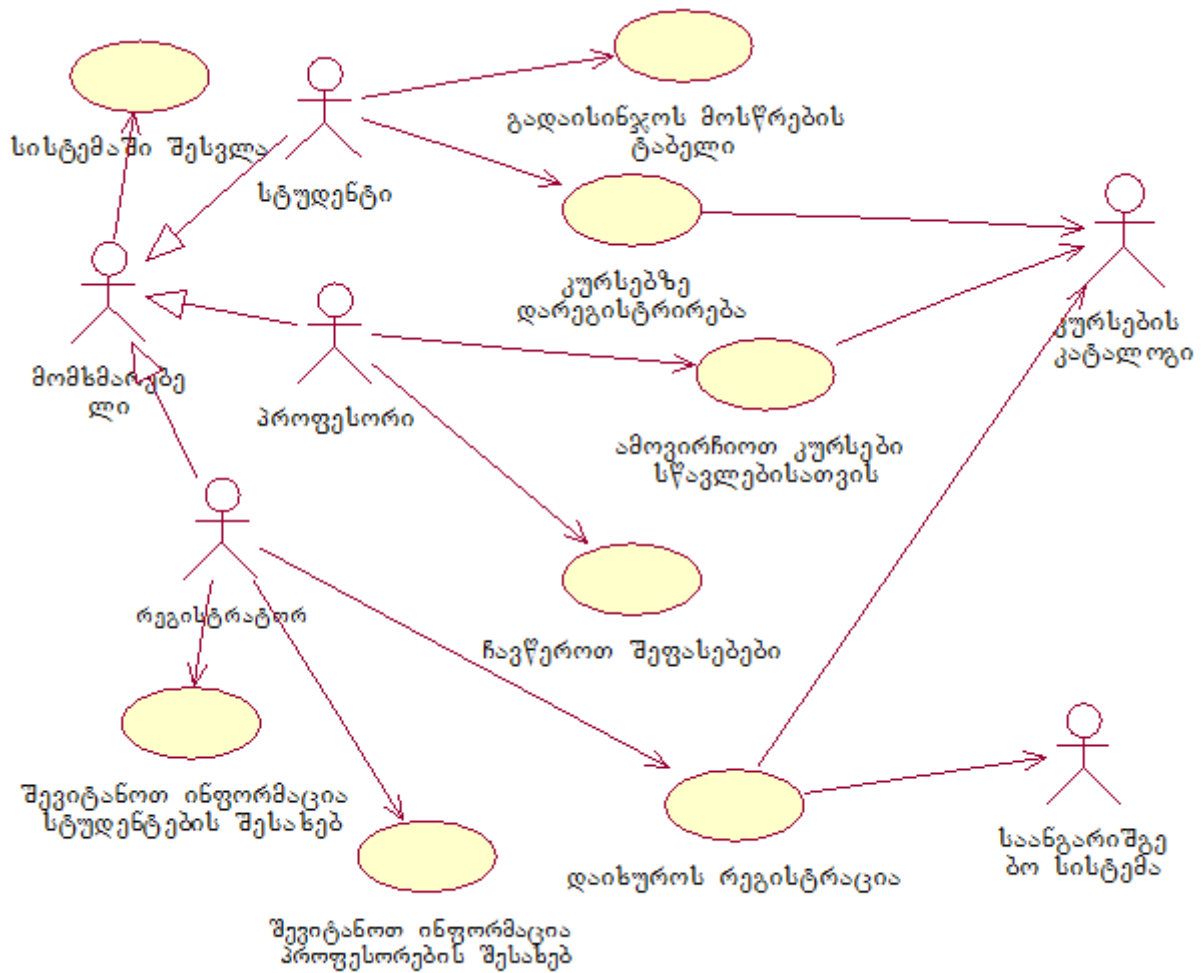 გადაისინჯოს მოსწრების
ტაბელი
სისტემაში შესვლა
სტუდენტი
კურსებზე
დარეგისტრირება
კურსების
კატალოგი
მომხმარებე
ლი
პროფესორი
ამოვირჩიოთ კურსები
სწავლებისათვის
რეგისტრატორ
ჩავწეროთ შეფასებები
შევიტანოთ ინფორმაცია
სტუდენტების შესახებ
დაიხუროს რეგისტრაცია
საანგარიშგე
ბო სისტემა
შევიტანოთ ინფორმაცია
პროფესორების შესახებ